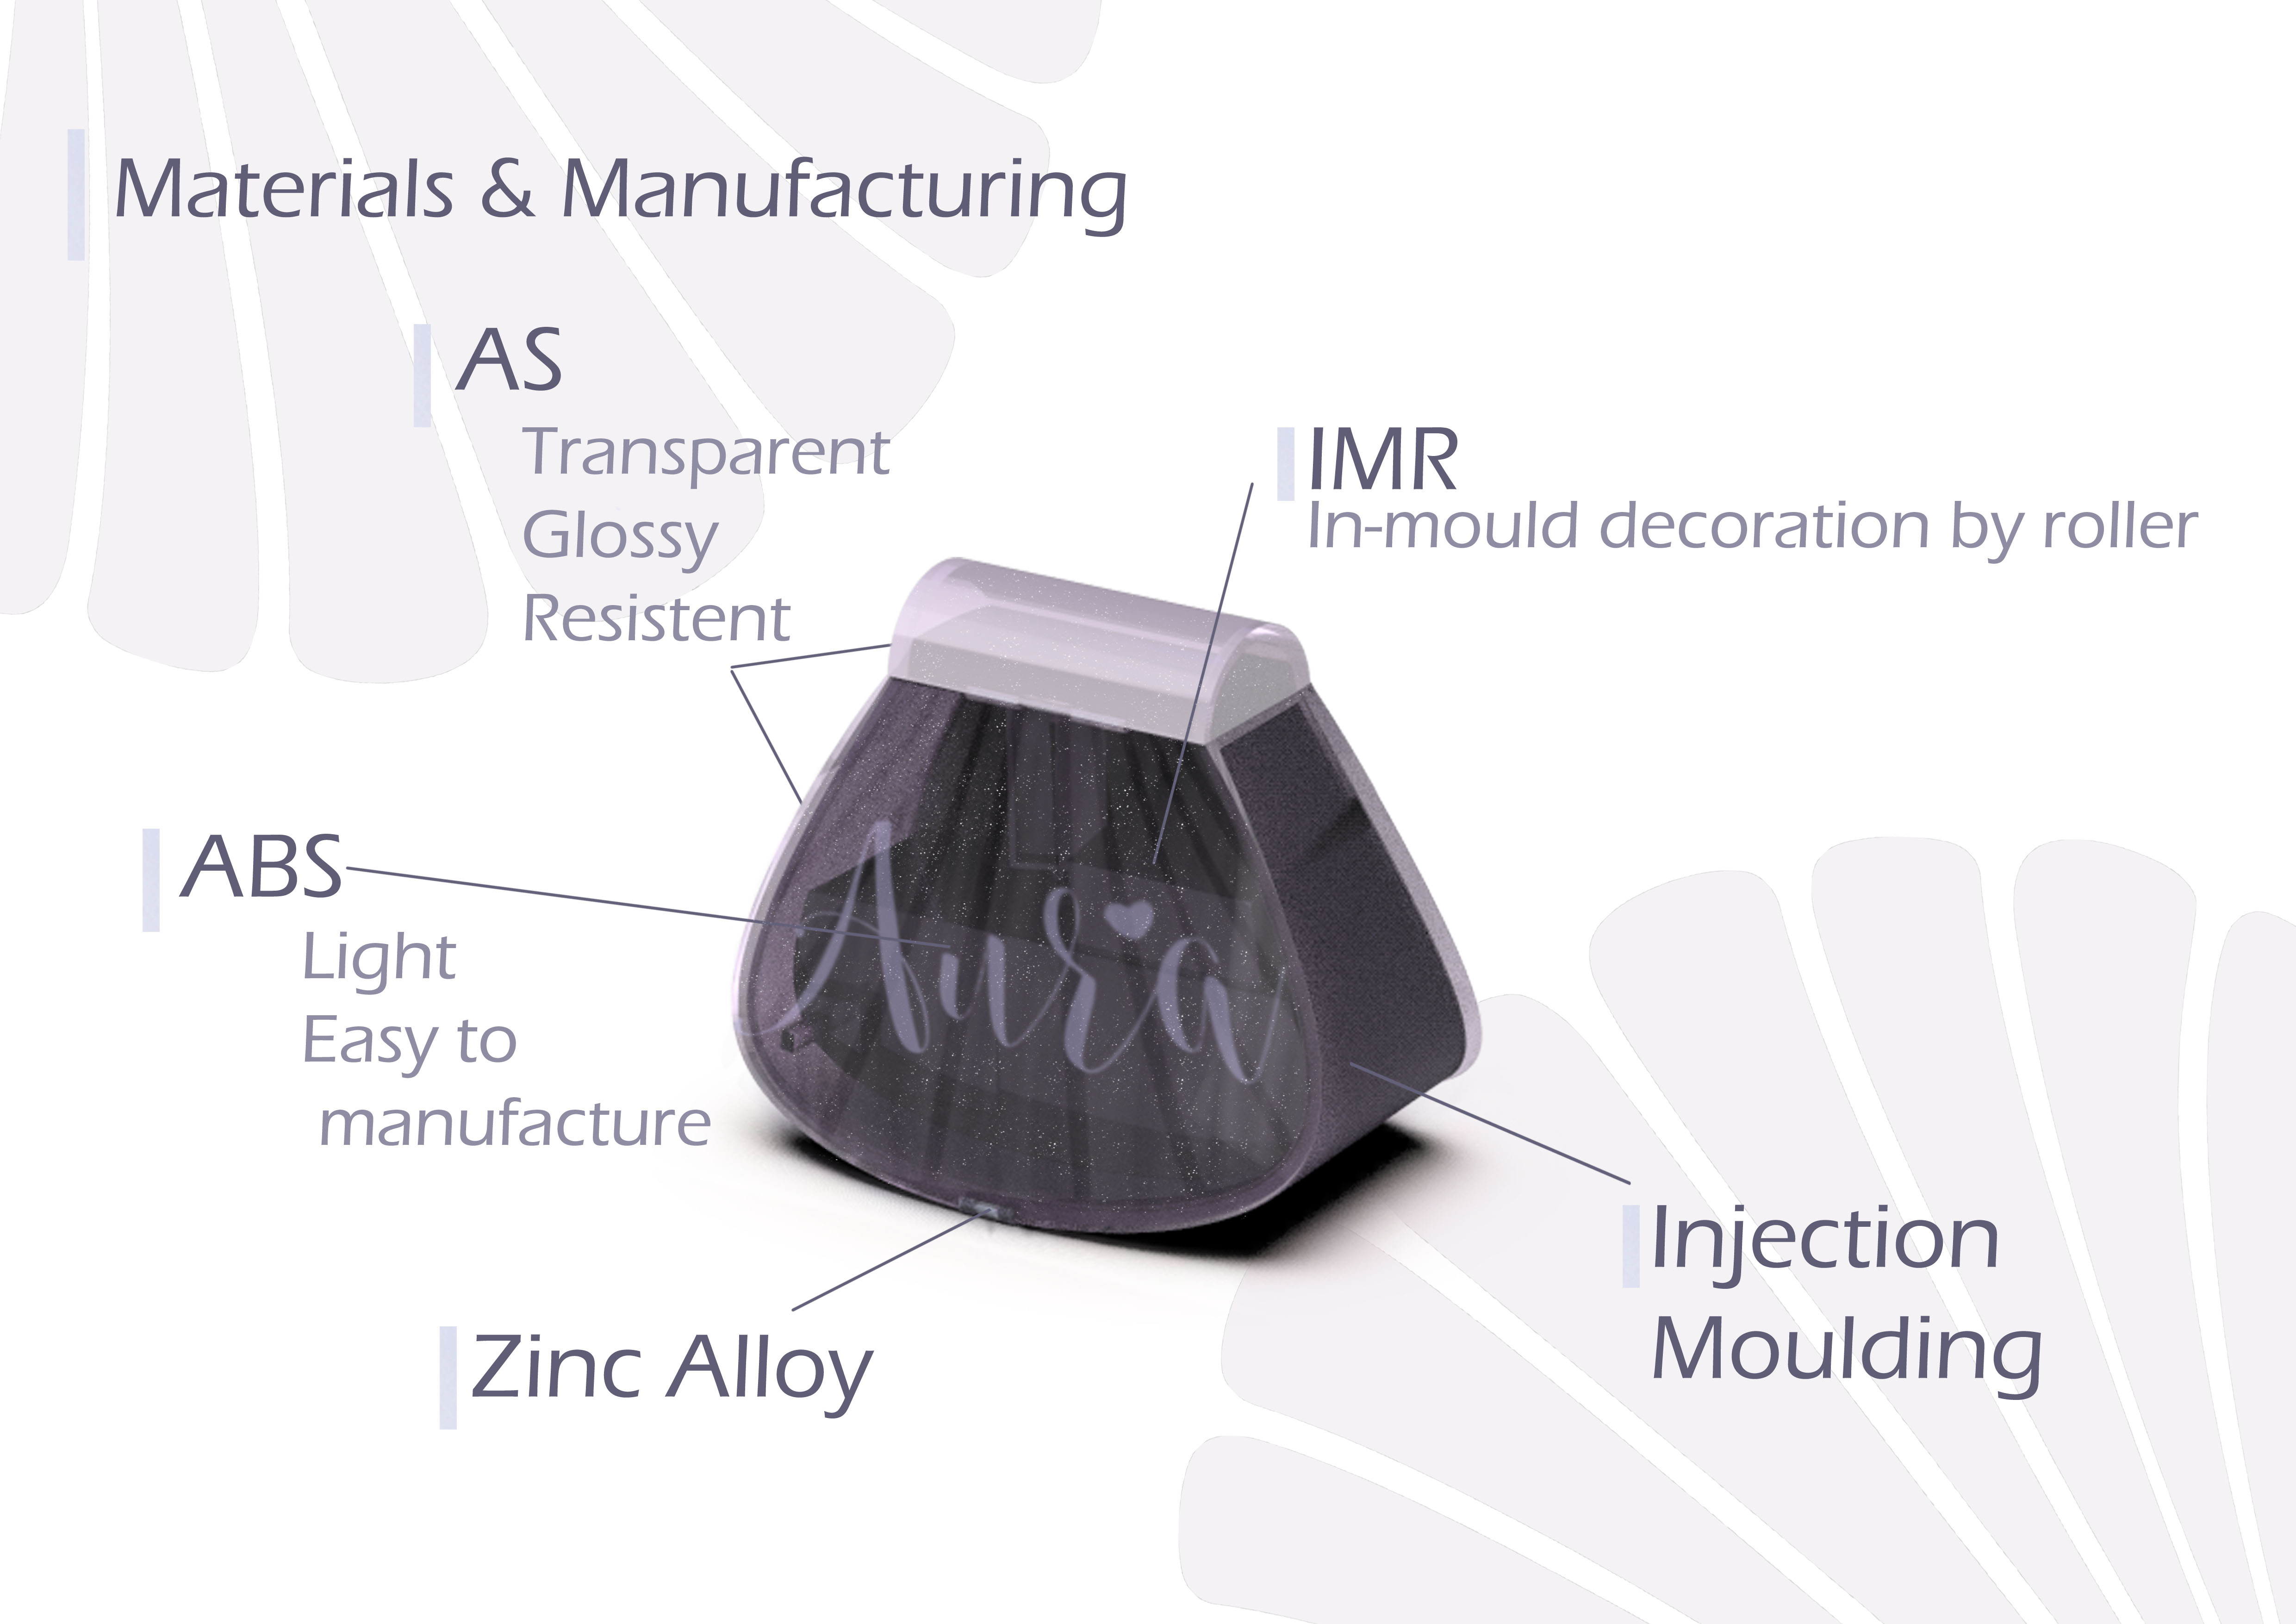 Materials & Manufacturing
AS
Transparent
Glossy
Resistent
IMR
In-mould decoration by roller
ABS
Light
Easy to
manufacture
Aura
Injection
Moulding
Zinc Alloy